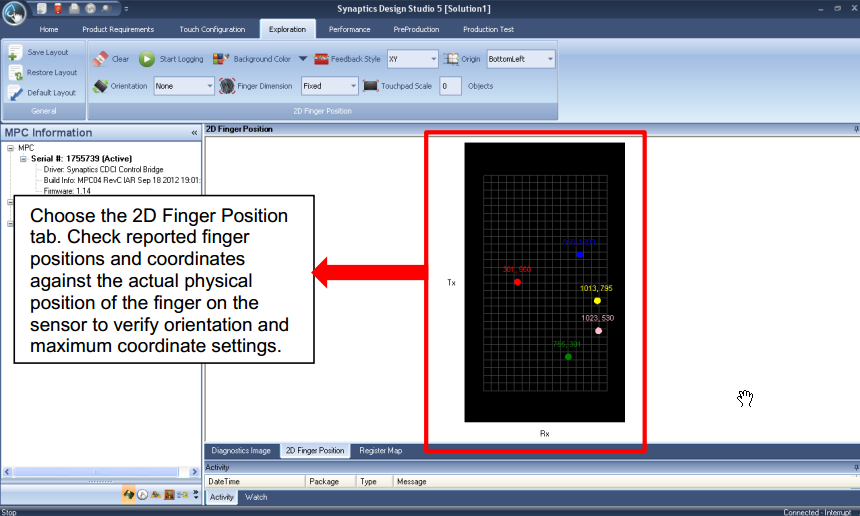 Synaptics Design Studio 5 [Solution1]
Home Product Requirements Touch Configuration Exploration Performance PreProduction Production Test
Save Layout
Restore Layout
Default Layout
General
Clear Start Logging Background Color Feedback Style XY Origin BottomLeft
Orientation None Finger Dimension Fixed Touchpad Scale 0 Objects
2D Finger Position
MPC Information «
MPC
Serial #: 1755739 (Active)
Driver: Synaptics CDCI Control Bridge
Build Info: MPC04 RevC IAR Sep 18 2012 19:01:
Firmware: 1.14
Choose the 2D Finger Position
tab. Check reported finger
positions and coordinates
against the actual physical
position of the finger on the
sensor to verify orientation and
maximum coordinate settings.
2D Finger Position
301, 960
1013, 795
1023, 530
Tx
Rx
Diagnostics Image 2D Finger Position Register Map
Activity
DateTime Package Type Message
Activity Watch
Stop
Connected - Interrupt